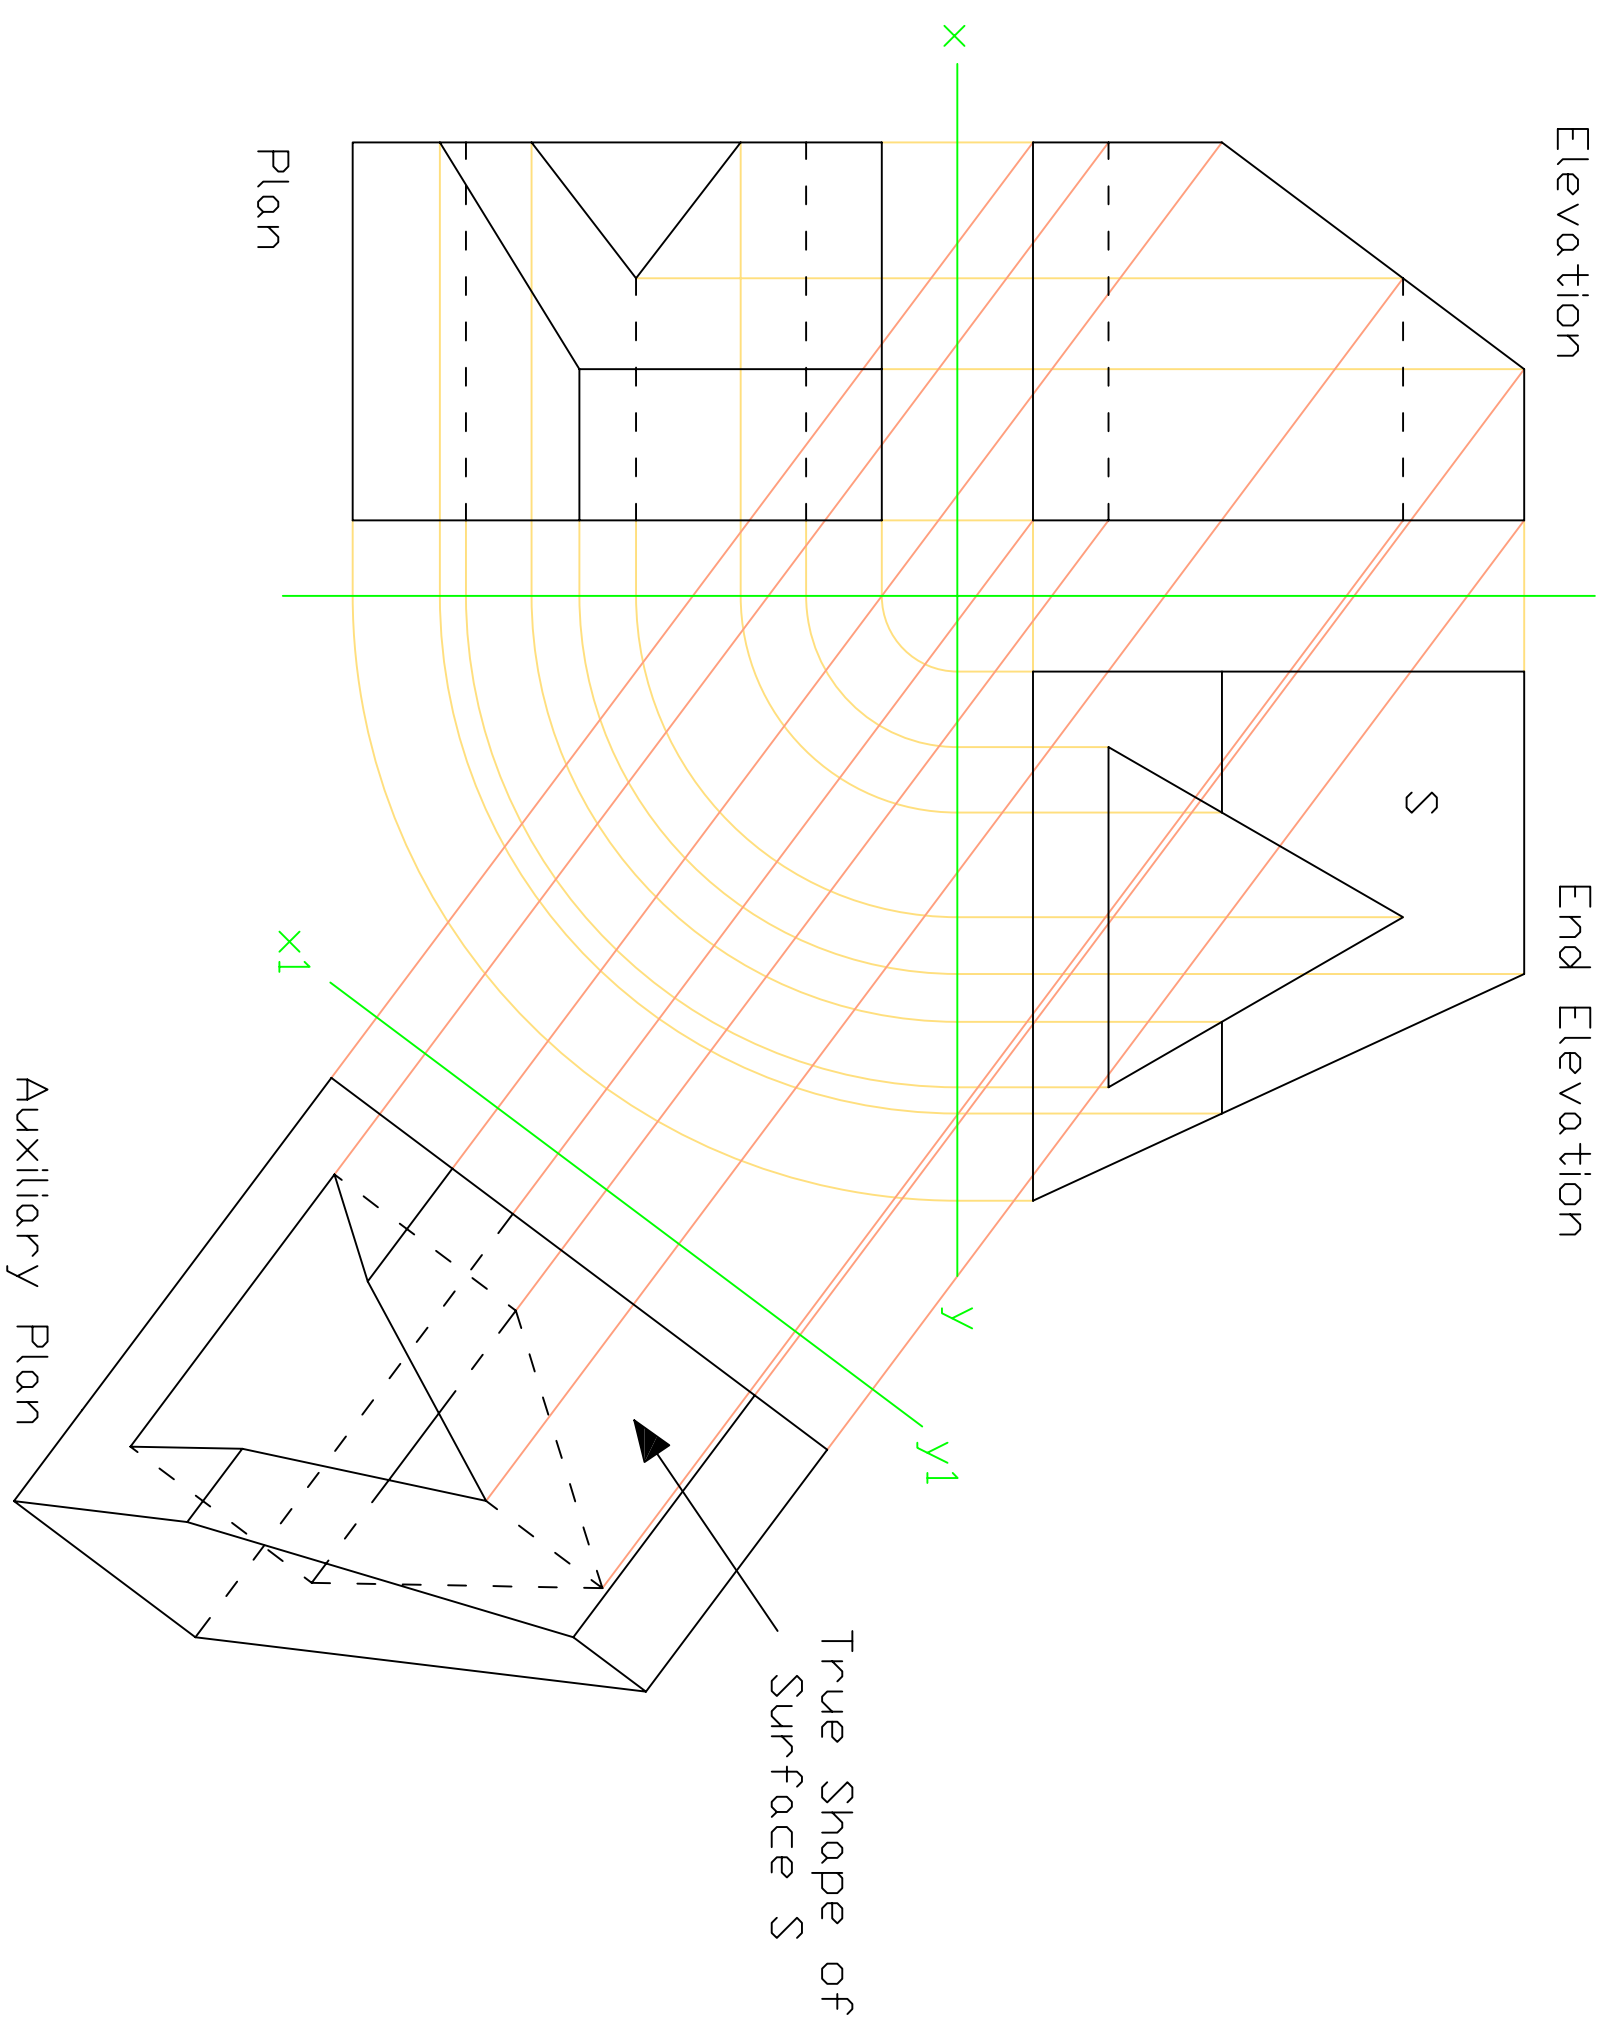 Elevation
End Elevation
S
x
y
Plan
x1
y1
True Shape of
Surface S
Auxiliary Plan